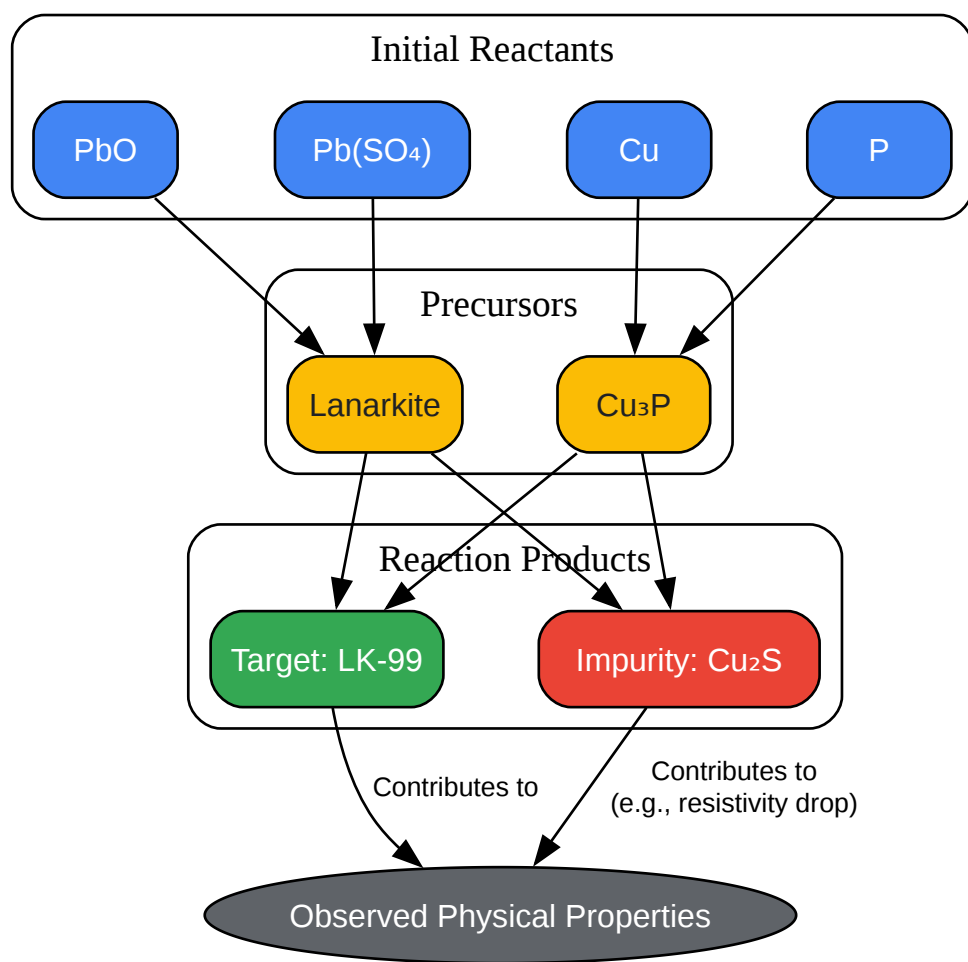 Initial Reactants
PbO
Pb(SO₄)
Cu
P
Precursors
Lanarkite
Cu₃P
Reaction Products
Target: LK-99
Impurity: Cu₂S
Contributes to
Contributes to
(e.g., resistivity drop)
Observed Physical Properties